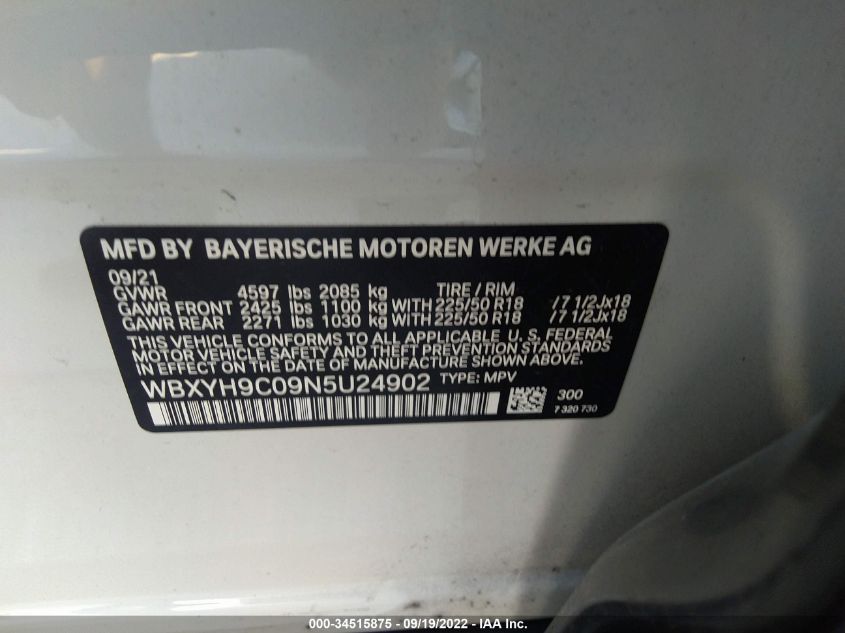 MFD BY BAYERISCHE MOTOREN WERKE AG
09/21
GVWR 4597 lbs 2085 kg TIRE / RIM
GAWR FRONT 2425 lbs 1100 kg WITH 225/50 R18 /7 1/2Jx18
GAWR REAR 2271 lbs 1030 kg WITH 225/50 R18 /7 1/2Jx18
THIS VEHICLE CONFORMS TO ALL APPLICABLE U. S. FEDERAL
MOTOR VEHICLE SAFETY AND THEFT PREVENTION STANDARDS
IN EFFECT ON THE DATE OF MANUFACTURE SHOWN ABOVE.
WBXYH9C09N5U24902 TYPE: MPV
300
7 320 730
000-34515875 - 09/19/2022 - IAA Inc.